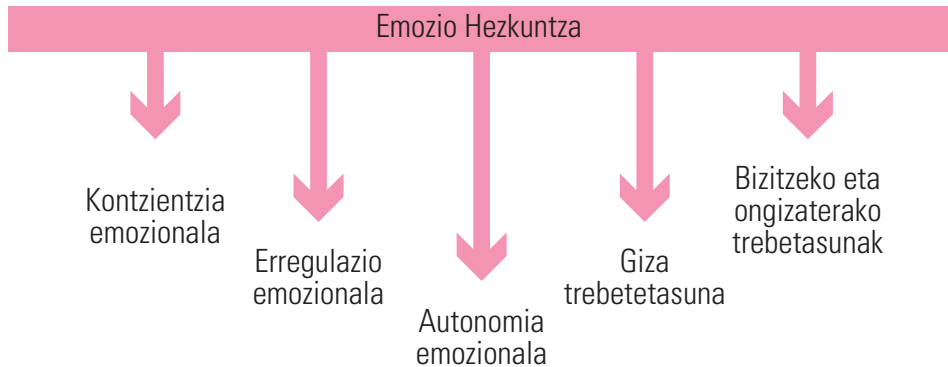 Emozio Hezkuntza
Kontzientzia
emozionala
Erregulazio
emozionala
Autonomia
emozionala
Giza
trebetetasuna
Bizitzeko eta
ongizaterako
trebetasunak